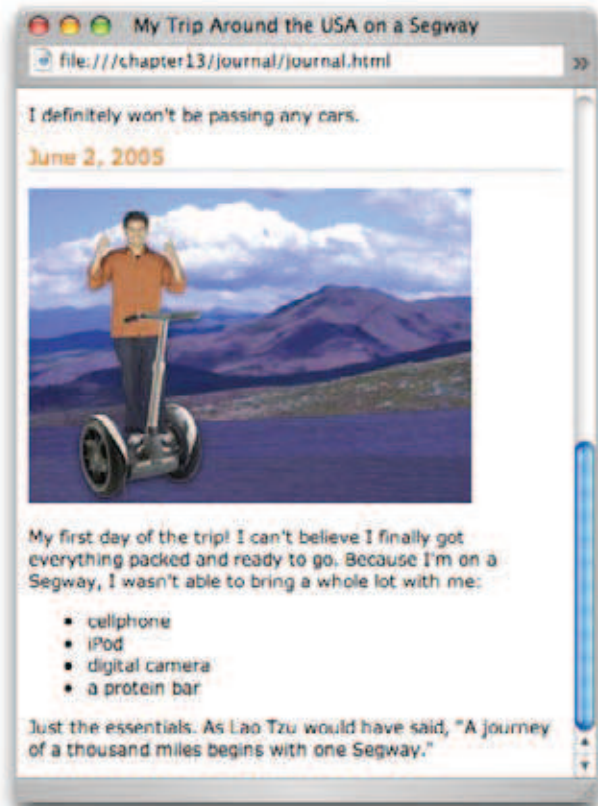 My Trip Around the USA on a Segway
file:///chapter13/journal/journal.html
»
I definitely won't be passing any cars.
June 2, 2005
My first day of the trip! I can't believe I finally got
everything packed and ready to go. Because I'm on a
Segway, I wasn't able to bring a whole lot with me:
• cellphone
• iPod
• digital camera
• a protein bar
Just the essentials. As Lao Tzu would have said, "A journey
of a thousand miles begins with one Segway."